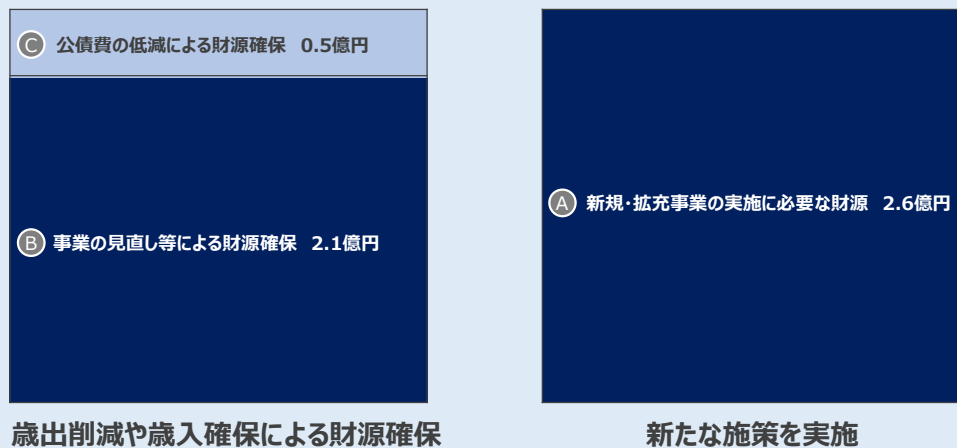 Ⓒ 公債費の低減による財源確保 0.5億円
Ⓑ 事業の見直し等による財源確保 2.1億円
歳出削減や歳入確保による財源確保
Ⓐ 新規・拡充事業の実施に必要な財源 2.6億円
新たな施策を実施